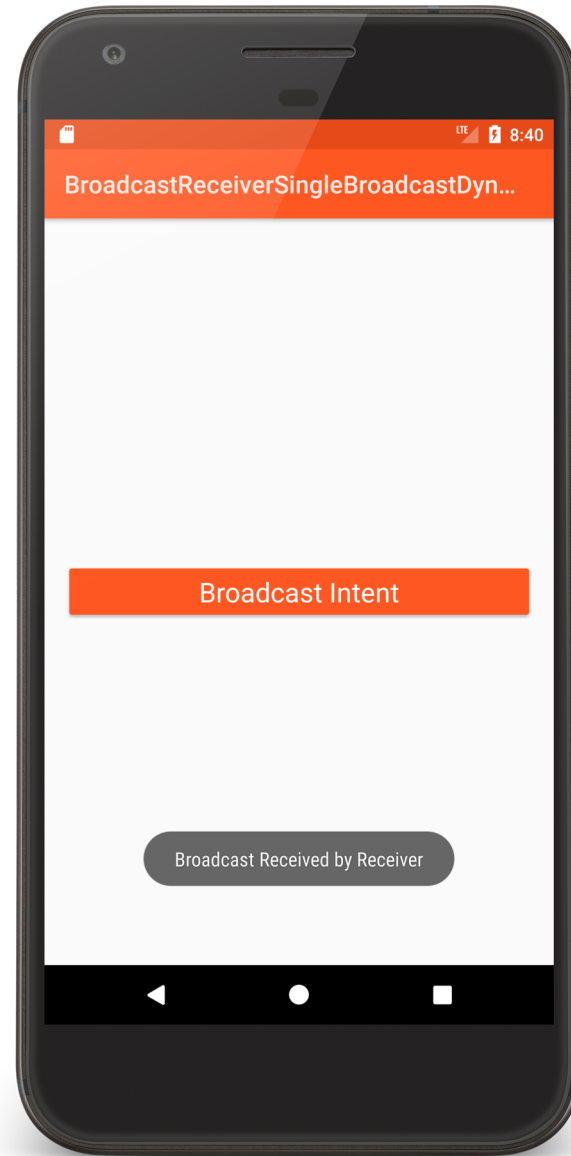 LTE 8:40
BroadcastReceiverSingleBroadcastDyn...
Broadcast Intent
Broadcast Received by Receiver